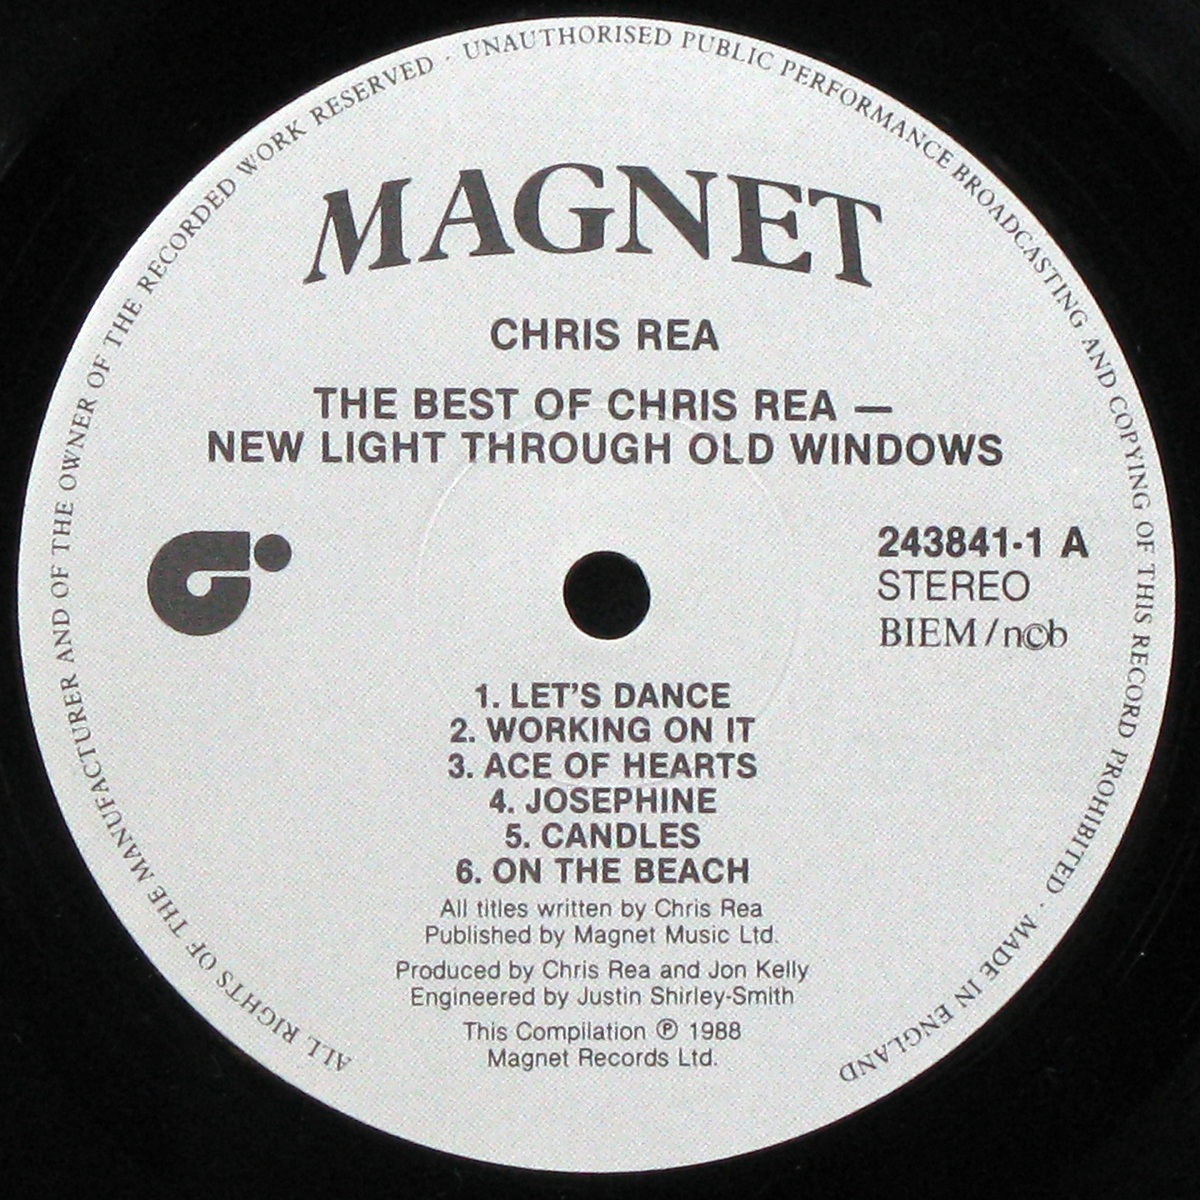 ALL RIGHTS OF THE MANUFACTURER AND OF THE OWNER OF THE RECORDED WORK RESERVED · UNAUTHORISED PUBLIC PERFORMANCE BROADCASTING AND COPYING OF THIS RECORD PROHIBITED · MADE IN ENGLAND
MAGNET
CHRIS REA
THE BEST OF CHRIS REA —
NEW LIGHT THROUGH OLD WINDOWS
243841-1 A
STEREO
BIEM/n©b
1. LET'S DANCE
2. WORKING ON IT
3. ACE OF HEARTS
4. JOSEPHINE
5. CANDLES
6. ON THE BEACH
All titles written by Chris Rea
Published by Magnet Music Ltd.
Produced by Chris Rea and Jon Kelly
Engineered by Justin Shirley-Smith
This Compilation ℗ 1988
Magnet Records Ltd.